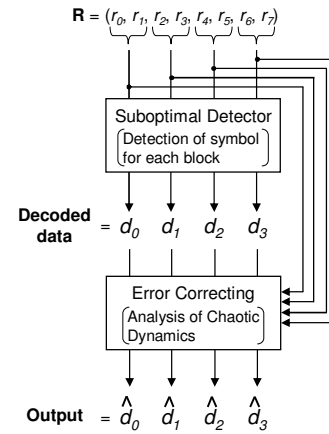 R = (r0, r1, r2, r3, r4, r5, r6, r7)
Suboptimal Detector
Detection of symbol
for each block
Decoded
data = d0 d1 d2 d3
Error Correcting
Analysis of Chaotic
Dynamics
Output = d̂0 d̂1 d̂2 d̂3